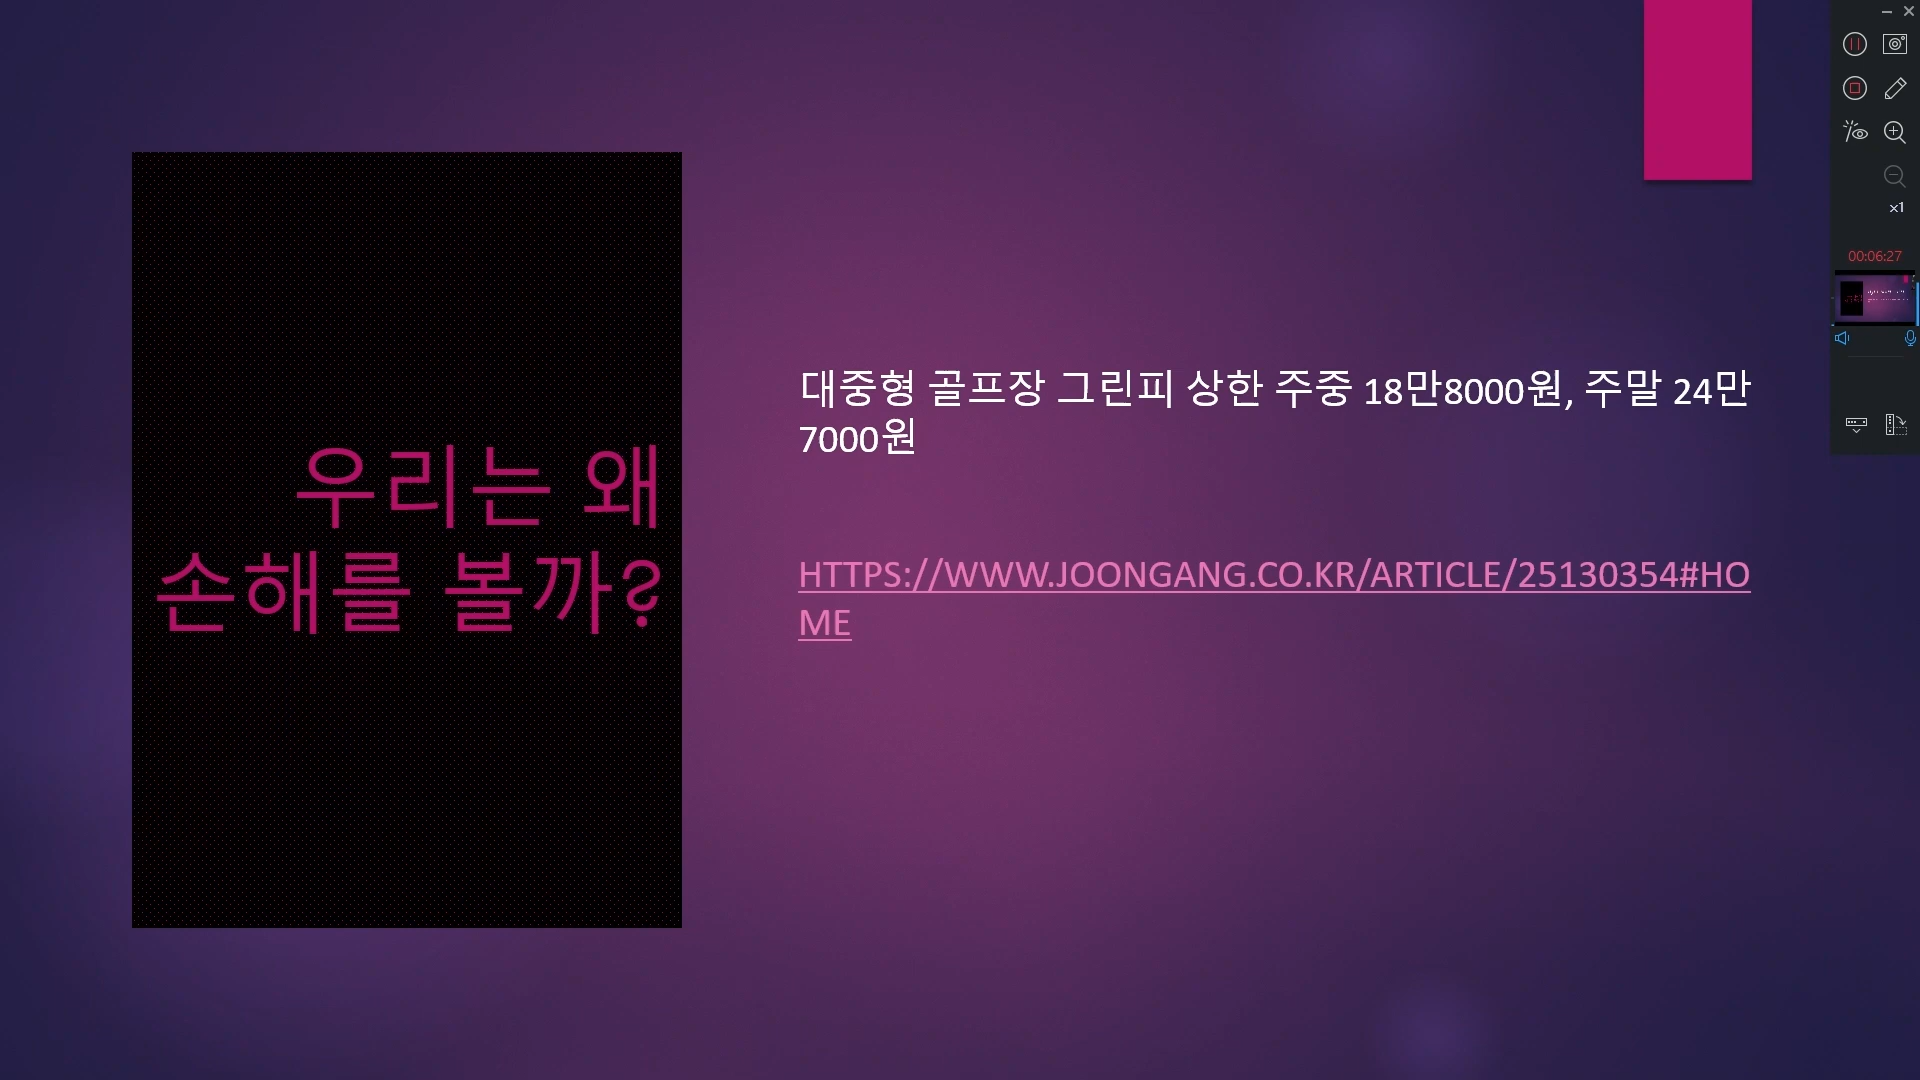 우리는 왜
손해를 볼까?
대중형 골프장 그린피 상한 주중 18만8000원, 주말 24만
7000원
HTTPS://WWW.JOONGANG.CO.KR/ARTICLE/25130354#HO
ME
x1
00:06:27